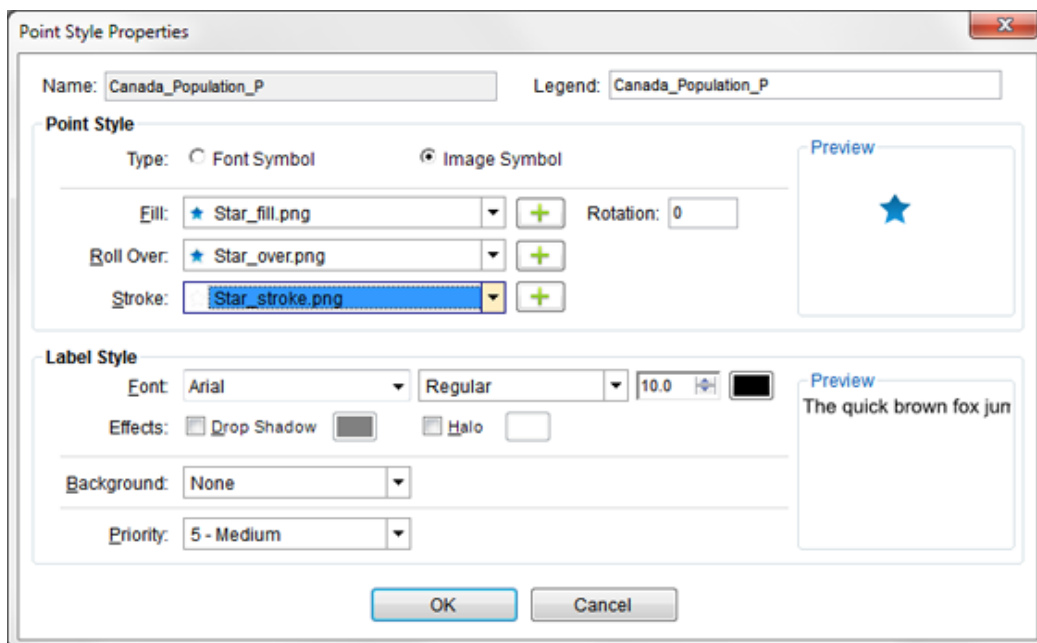 Point Style Properties
Name: Canada_Population_P Legend: Canada_Population_P
Point Style
Type: Font Symbol Image Symbol
Preview
Fill: Star_fill.png Rotation: 0
Roll Over: Star_over.png
Stroke: Star_stroke.png
Label Style
Font Arial Regular 10.0
Preview
The quick brown fox jum
Effects: Drop Shadow Halo
Background: None
Priority: 5 - Medium
OK Cancel